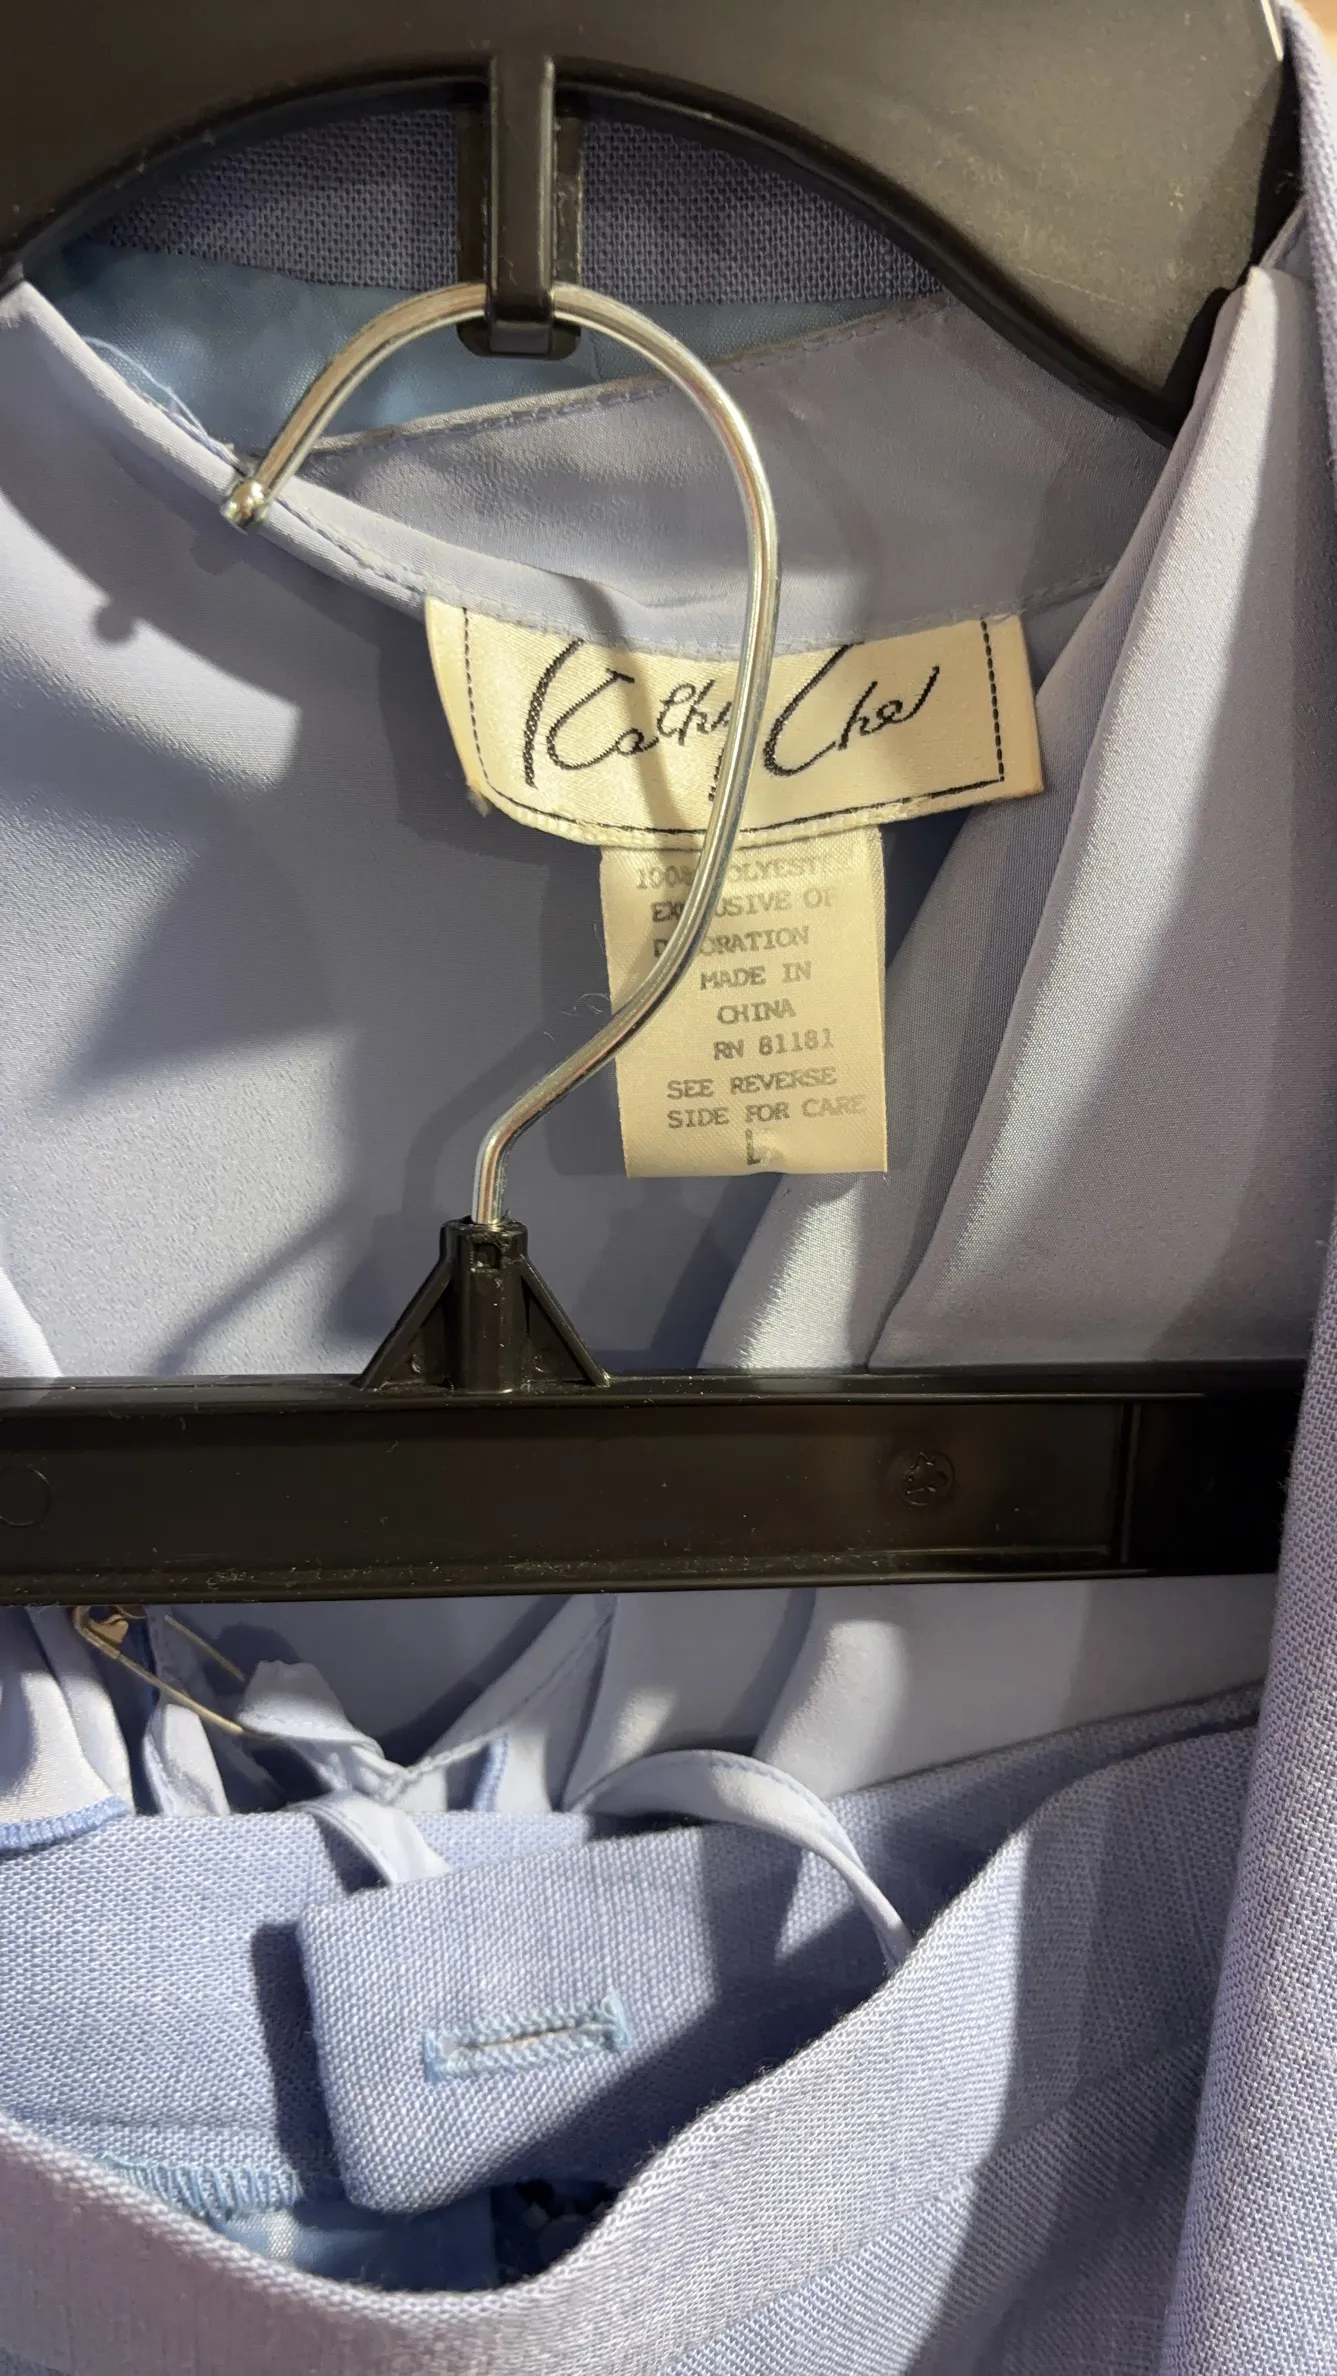 Kathy Che
100% POLYESTER
EXCLUSIVE OF
DECORATION
MADE IN
CHINA
RN 81181
SEE REVERSE
SIDE FOR CARE
L